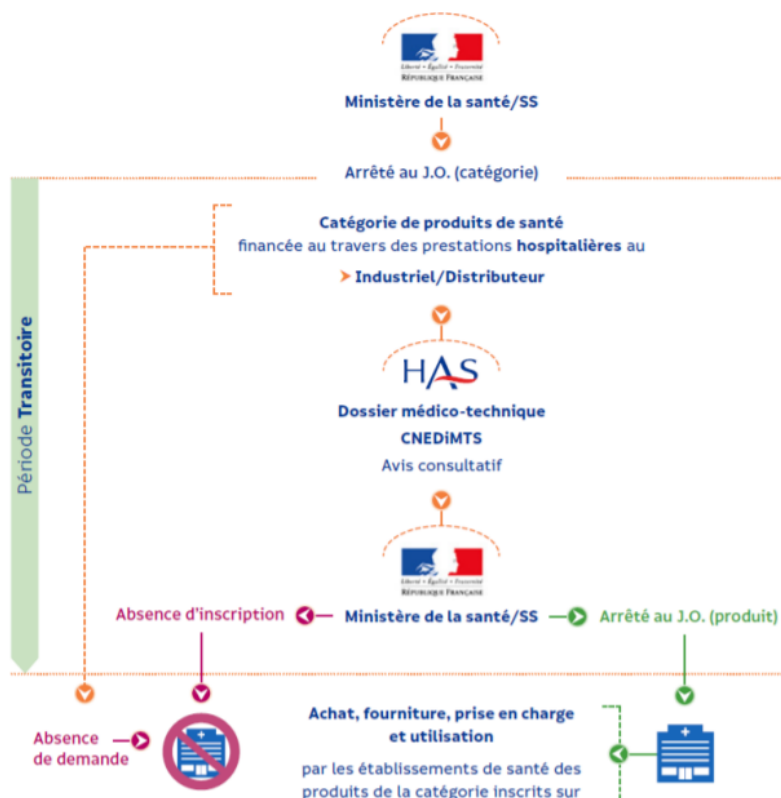 Liberté • Égalité • Fraternité
RÉPUBLIQUE FRANÇAISE
Ministère de la santé/SS
Arrêté au J.O. (catégorie)
Catégorie de produits de santé
financée au travers des prestations hospitalières au
Industriel/Distributeur
Période Transitoire
HAS
Dossier médico-technique
CNEDiMTS
Avis consultatif
Liberté • Égalité • Fraternité
RÉPUBLIQUE FRANÇAISE
Absence d'inscription
Ministère de la santé/SS
Arrêté au J.O. (produit)
Absence
de demande
Achat, fourniture, prise en charge
et utilisation
par les établissements de santé des
produits de la catégorie inscrits sur